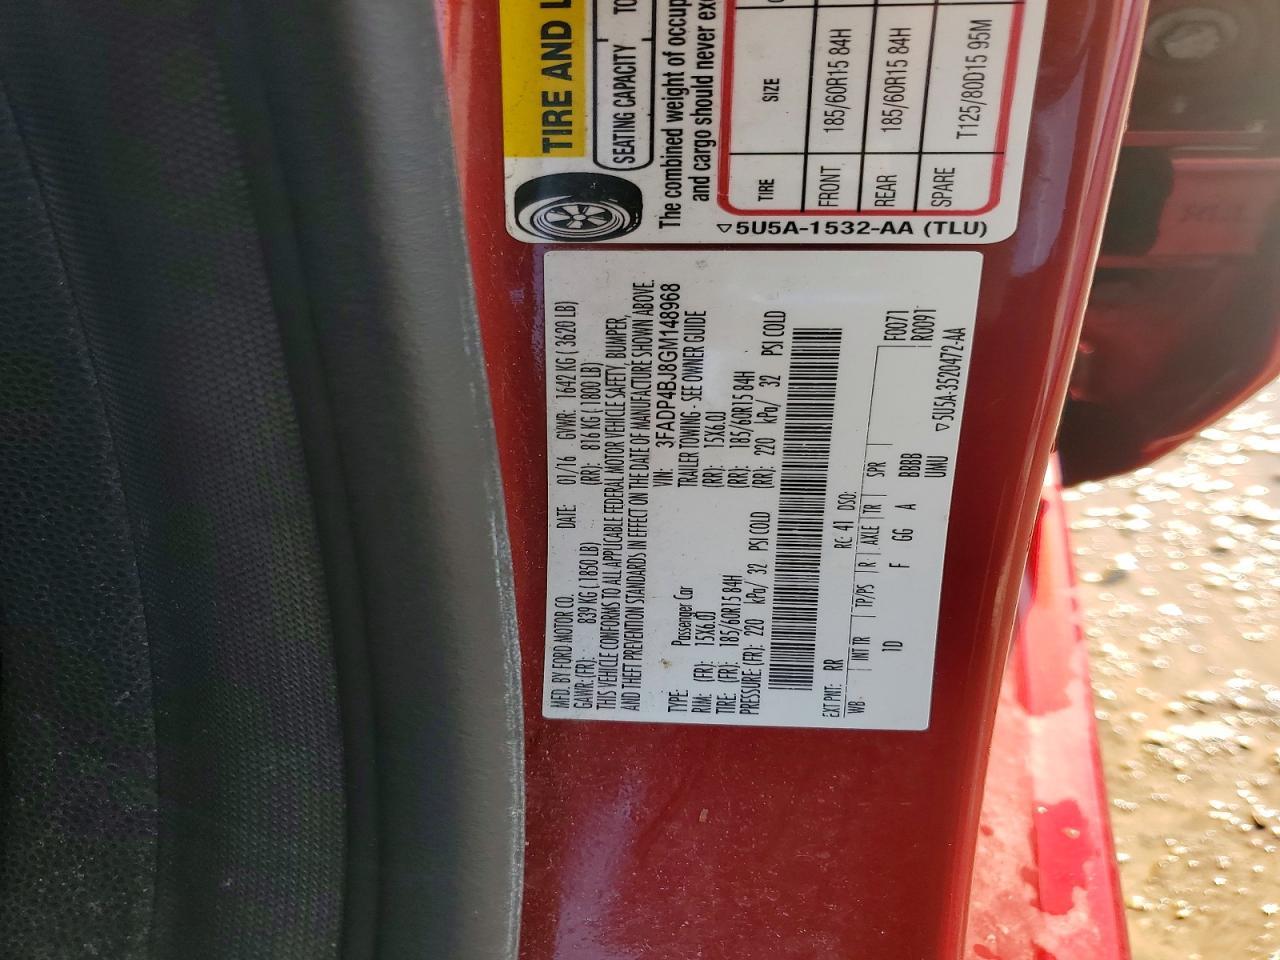 TIRE AND L
SEATING CAPACITY TO
The combined weight of occup
and cargo should never exc
TIRE SIZE
FRONT 185/60R15 84H
REAR 185/60R15 84H
SPARE T125/80D15 95M
5U5A-1532-AA (TLU)
MFD. BY FORD MOTOR CO. DATE: 01/16 GVWR: 1642 KG ( 3620 LB)
GAWR (FR): 839 KG ( 1850 LB) (RR): 816 KG ( 1800 LB)
THIS VEHICLE CONFORMS TO ALL APPLICABLE FEDERAL MOTOR VEHICLE SAFETY, BUMPER,
AND THEFT PREVENTION STANDARDS IN EFFECT ON THE DATE OF MANUFACTURE SHOWN ABOVE.
VIN: 3FADP4BJ8GM148968
TYPE: Passenger Car TRAILER TOWING - SEE OWNER GUIDE
RIM: (FR): 15X6.0J (RR): 15X6.0J
TIRE: (FR): 185/60R15 84H (RR): 185/60R15 84H
PRESSURE (FR): 220 kPa/ 32 PSI COLD (RR): 220 kPa/ 32 PSI COLD
EXT PNT: RR RC: 41 DSO: F0071
WB INT TR TP/PS R AXLE TR SPR R0091
1D F GG A BBBB
UMU
5U5A-3520472-AA